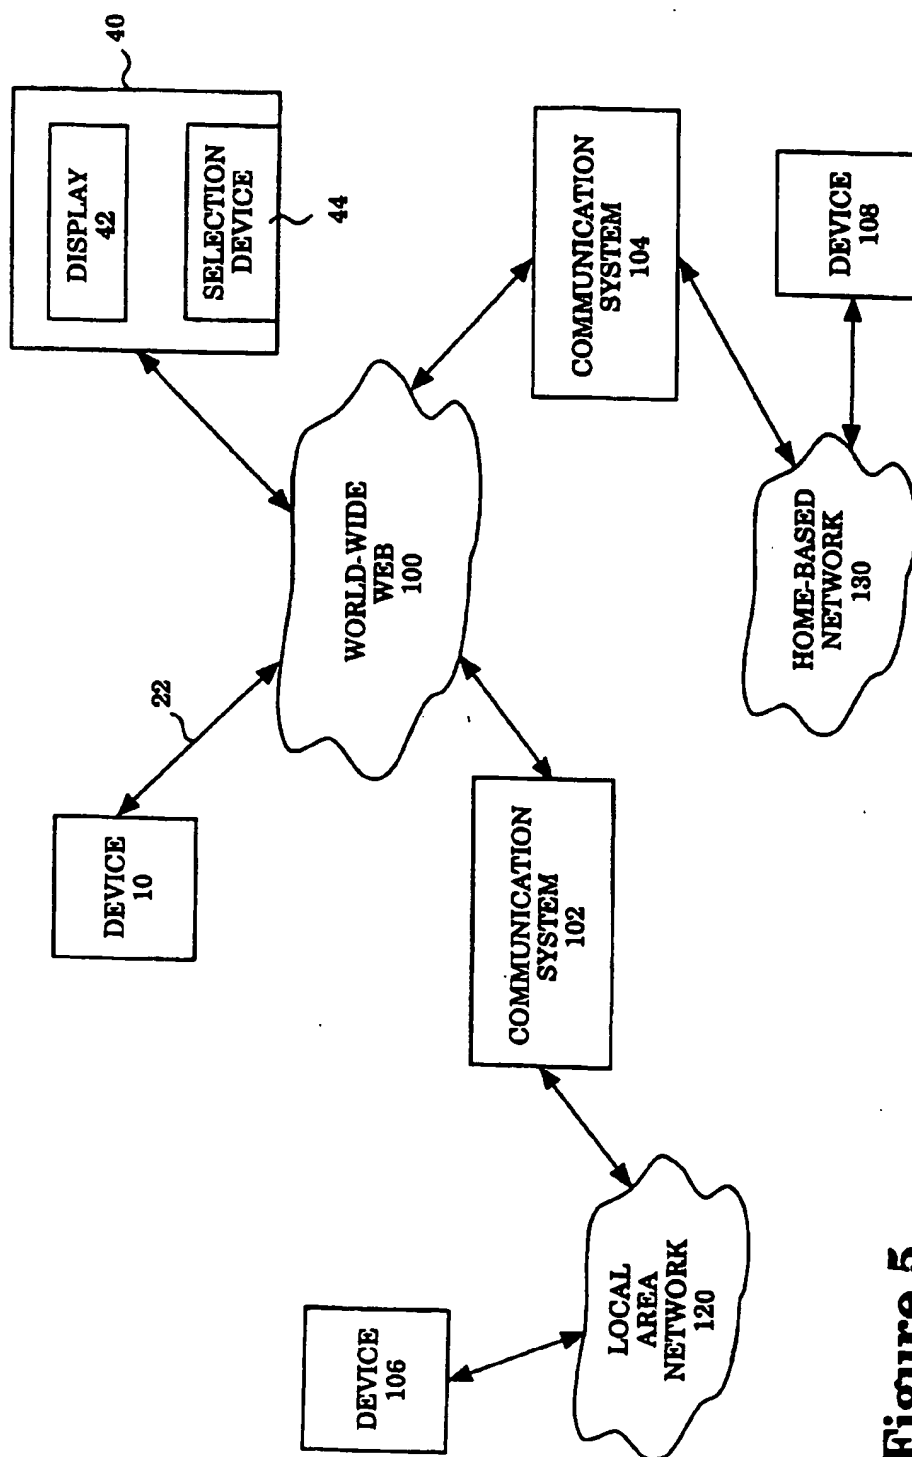 40
DISPLAY
42
SELECTION
DEVICE
44
DEVICE
10
22
WORLD-WIDE
WEB
100
COMMUNICATION
SYSTEM
104
DEVICE
108
HOME-BASED
NETWORK
130
COMMUNICATION
SYSTEM
102
LOCAL
AREA
NETWORK
120
DEVICE
106
Figure 5